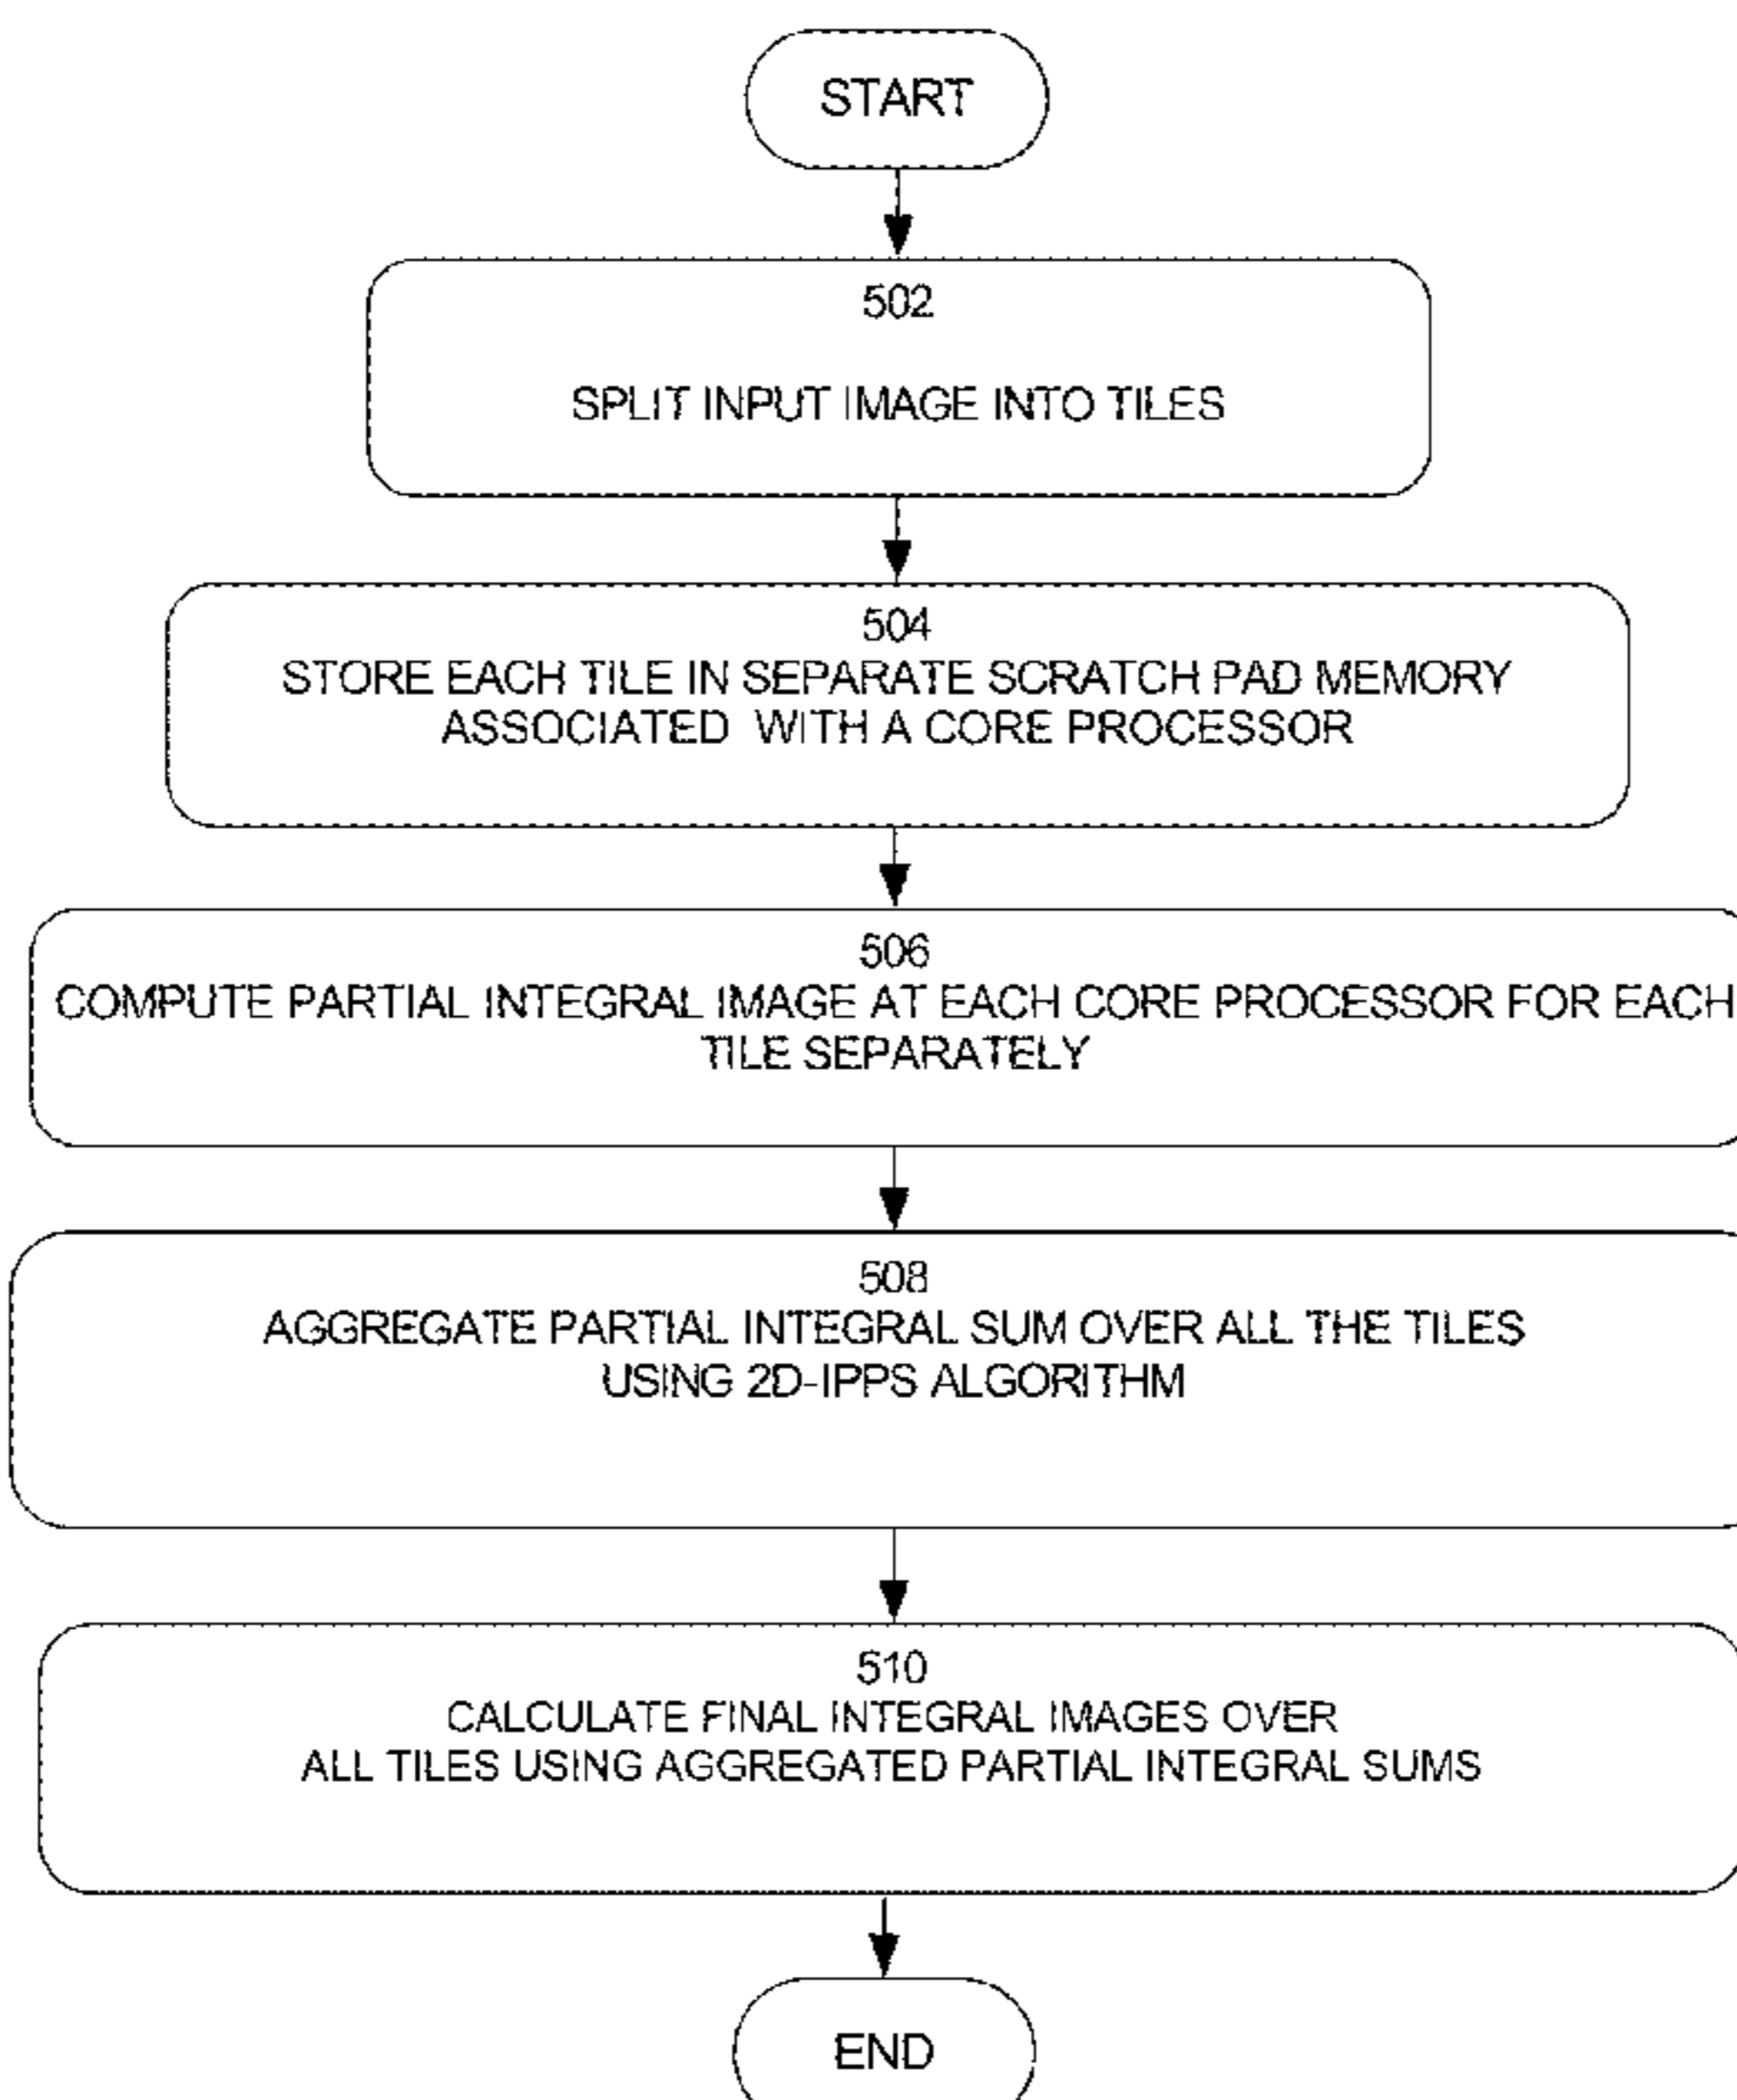 START
502
SPLIT INPUT IMAGE INTO TILES
504
STORE EACH TILE IN SEPARATE SCRATCH PAD MEMORY
ASSOCIATED WITH A CORE PROCESSOR
506
COMPUTE PARTIAL INTEGRAL IMAGE AT EACH CORE PROCESSOR FOR EACH
TILE SEPARATELY
508
AGGREGATE PARTIAL INTEGRAL SUM OVER ALL THE TILES
USING 2D-IPPS ALGORITHM
510
CALCULATE FINAL INTEGRAL IMAGES OVER
ALL TILES USING AGGREGATED PARTIAL INTEGRAL SUMS
END